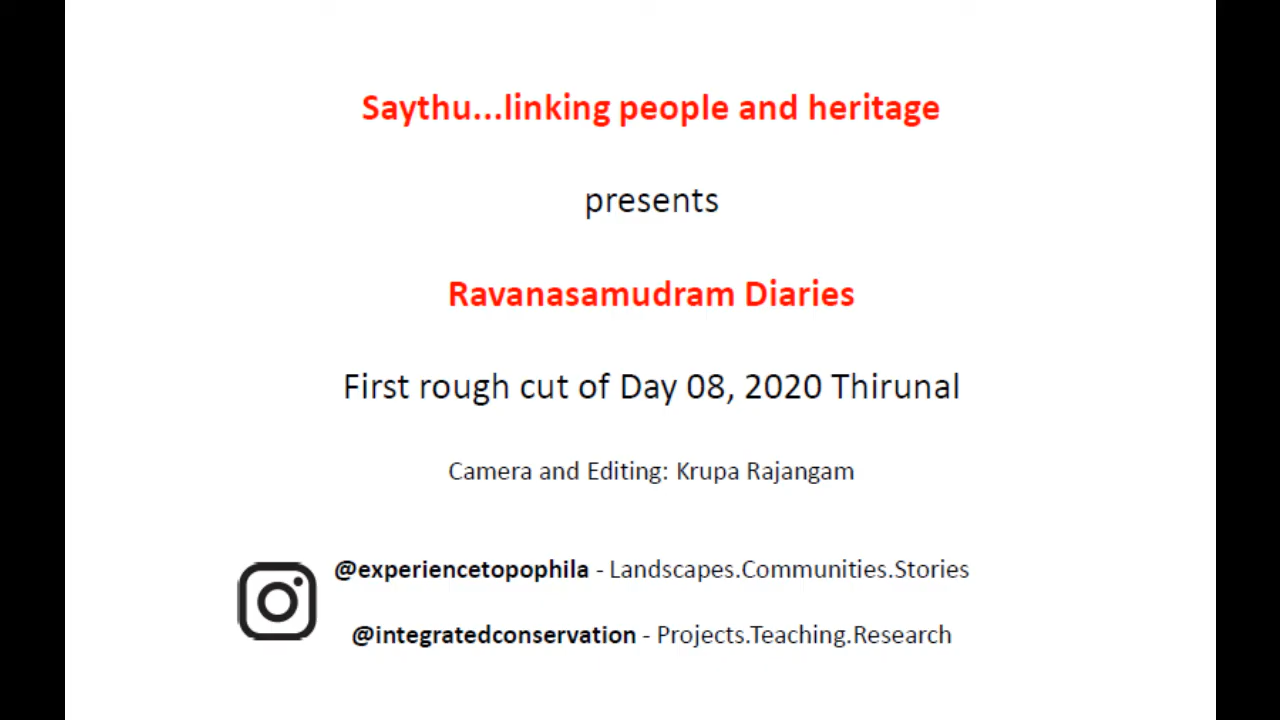 Saythu...linking people and heritage
presents
Ravanasamudram Diaries
First rough cut of Day 08, 2020 Thirunal
Camera and Editing: Krupa Rajangam
@experiencetopophila - Landscapes.Communities.Stories
@integratedconservation - Projects.Teaching.Research